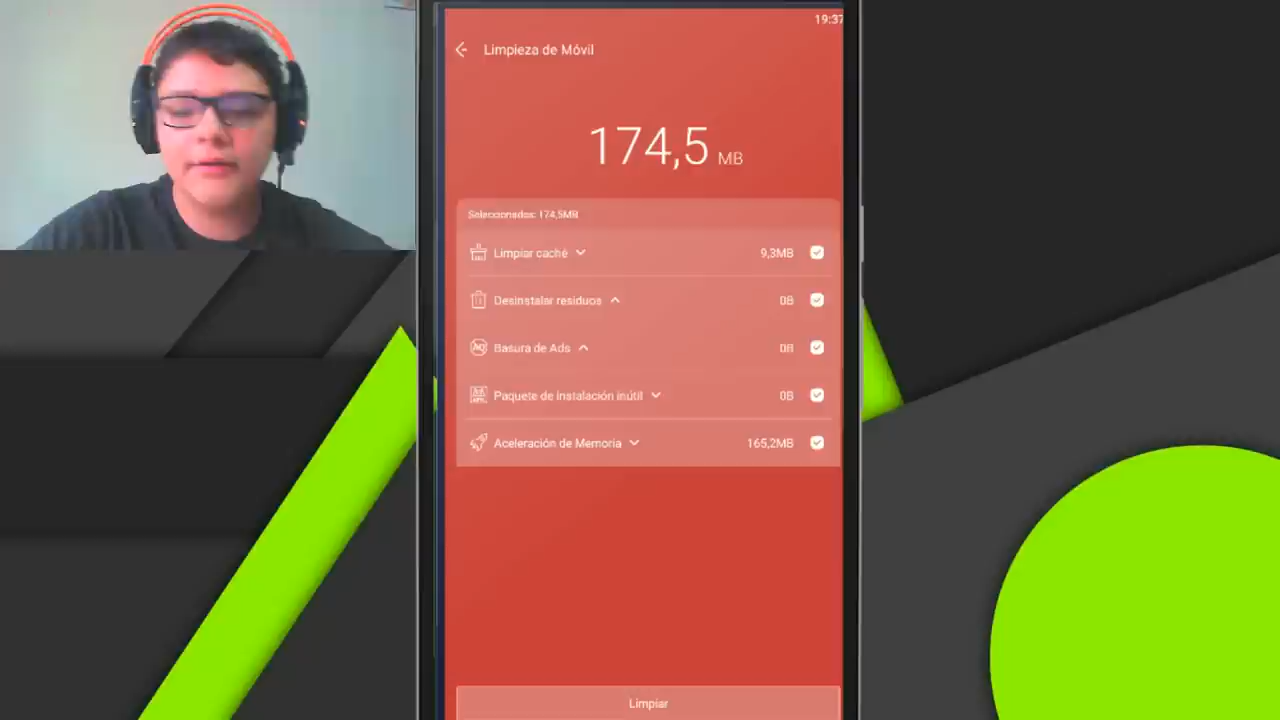 19:37
Limpieza de Móvil
174,5 MB
Seleccionados: 174,5MB
Limpiar caché 9,3MB
Desinstalar residuos 0B
Basura de Ads 0B
Paquete de instalación inútil 0B
Aceleración de Memoria 165,2MB
Limpiar